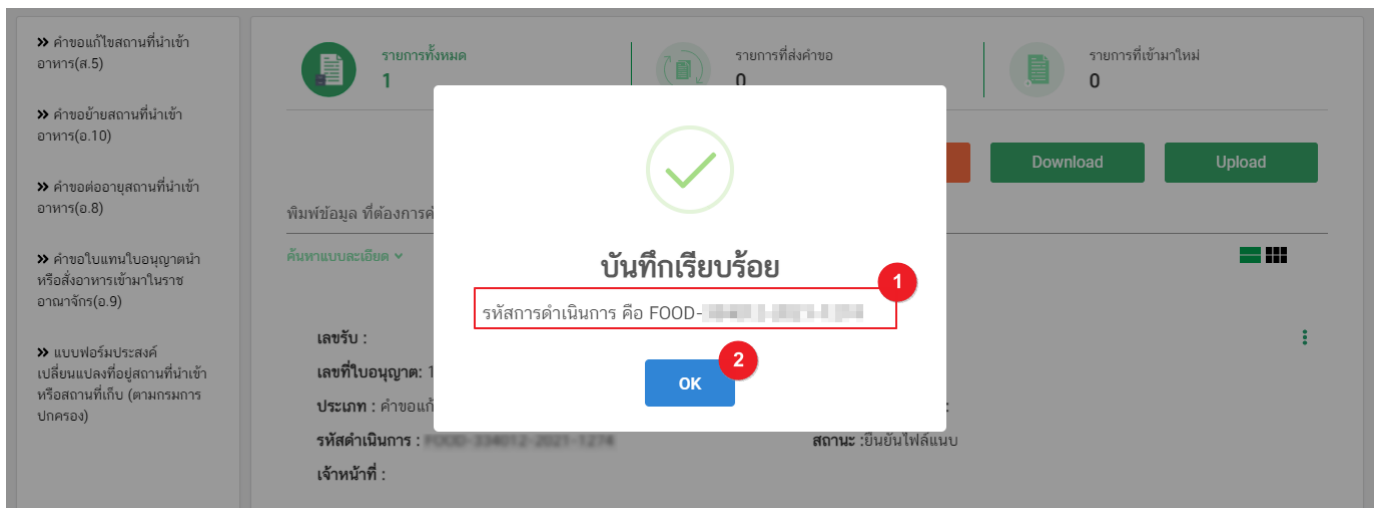 » คำขอแก้ไขสถานที่นำเข้า
อาหาร(ส.5)
» คำขอย้ายสถานที่นำเข้า
อาหาร(อ.10)
» คำขอต่ออายุสถานที่นำเข้า
อาหาร(อ.8)
» คำขอใบแทนใบอนุญาตนำ
หรือสั่งอาหารเข้ามาในราช
อาณาจักร(อ.9)
» แบบฟอร์มประสงค์
เปลี่ยนแปลงที่อยู่สถานที่นำเข้า
หรือสถานที่เก็บ (ตามกรมการ
ปกครอง)
รายการทั้งหมด
1
รายการที่ส่งคำขอ
0
รายการที่เข้ามาใหม่
0
Download
Upload
พิมพ์ข้อมูล ที่ต้องการค้
ค้นหาแบบละเอียด
บันทึกเรียบร้อย
1
รหัสการดำเนินการ คือ FOOD-
2
OK
เลขรับ :
เลขที่ใบอนุญาต: 1
ประเภท : คำขอแก้
รหัสดำเนินการ : FOOD-334012-2021-1274
สถานะ :ยืนยันไฟล์แนบ
เจ้าหน้าที่ :